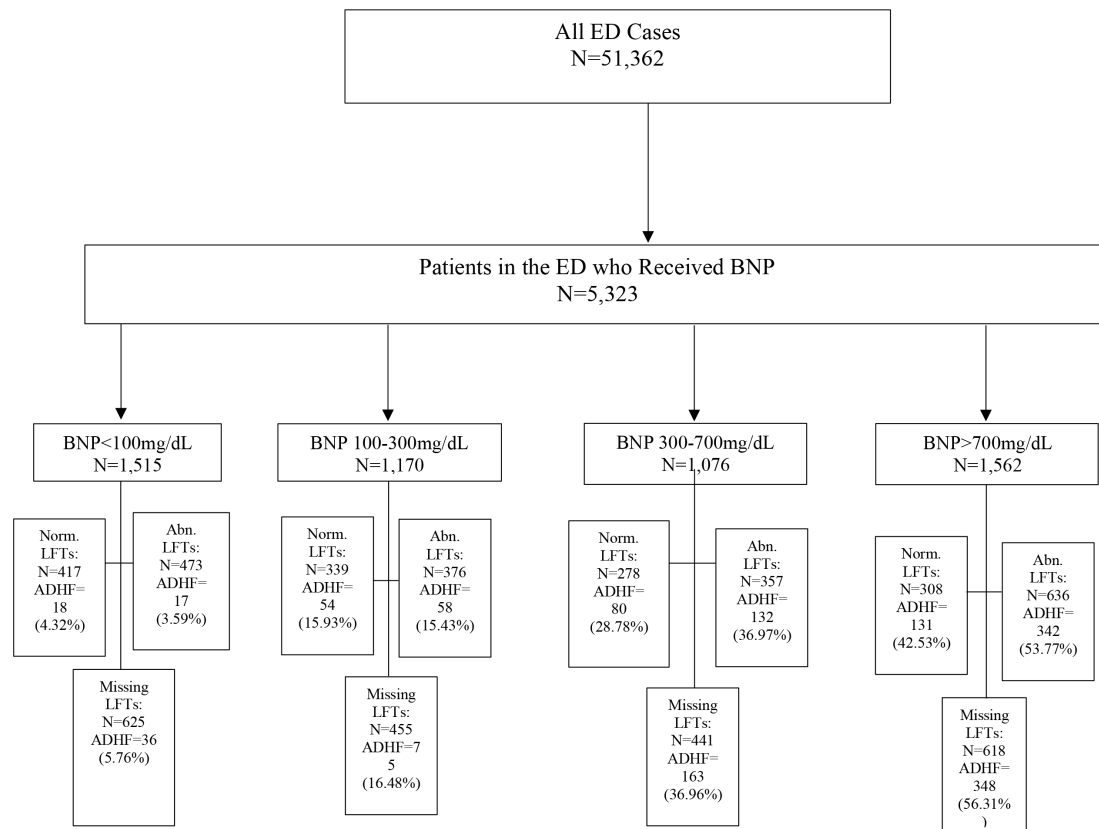 All ED Cases
N=51,362
Patients in the ED who Received BNP
N=5,323
BNP<100mg/dL
N=1,515
BNP 100-300mg/dL
N=1,170
BNP 300-700mg/dL
N=1,076
BNP>700mg/dL
N=1,562
Norm.
LFTs:
N=417
ADHF=
18
(4.32%)
Abn.
LFTs:
N=473
ADHF=
17
(3.59%)
Missing
LFTs:
N=625
ADHF=36
(5.76%)
Norm.
LFTs:
N=339
ADHF=
54
(15.93%)
Abn.
LFTs:
N=376
ADHF=
58
(15.43%)
Missing
LFTs:
N=455
ADHF=7
5
(16.48%)
Norm.
LFTs:
N=278
ADHF=
80
(28.78%)
Abn.
LFTs:
N=357
ADHF=
132
(36.97%)
Missing
LFTs:
N=441
ADHF=
163
(36.96%)
Norm.
LFTs:
N=308
ADHF=
131
(42.53%)
Abn.
LFTs:
N=636
ADHF=
342
(53.77%)
Missing
LFTs:
N=618
ADHF=
348
(56.31%
)